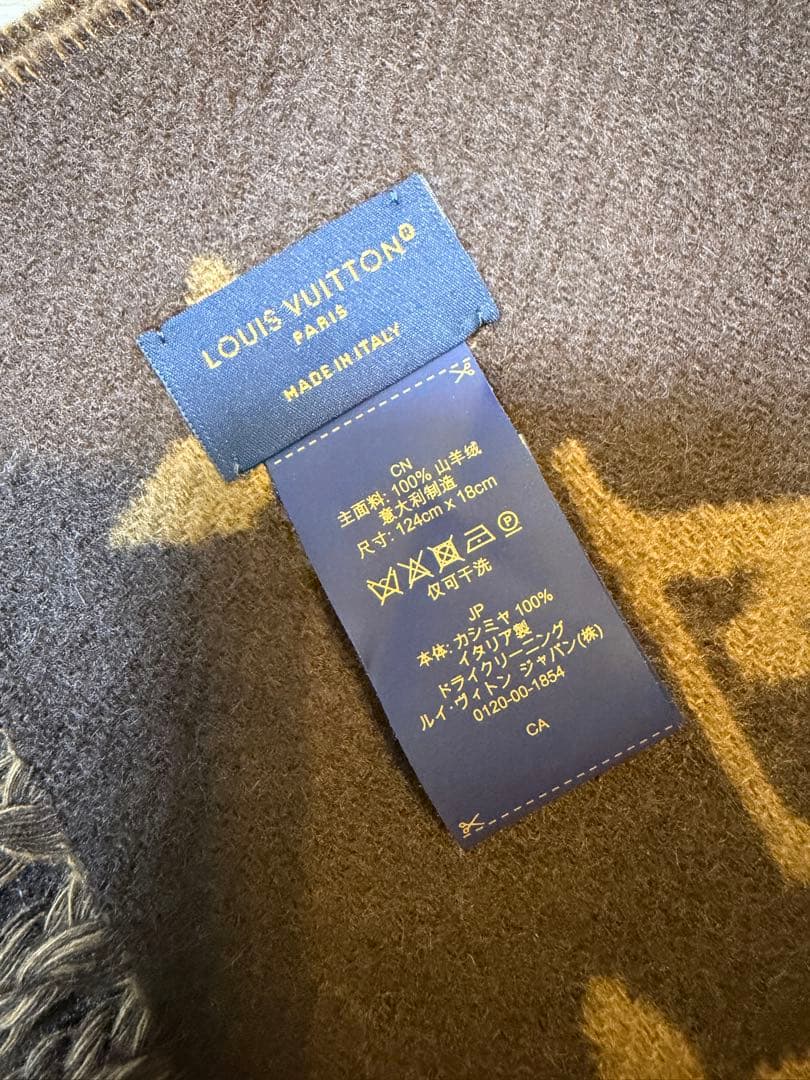 LOUIS VUITTON®
PARIS
MADE IN ITALY
CN
主面料: 100% 山羊绒
意大利制造
尺寸: 124cm x 18cm
P
仅可干洗
JP
本体: カシミヤ 100%
イタリア製
ドライクリーニング
ルイ・ヴィトン ジャパン(株)
0120-00-1854
CA